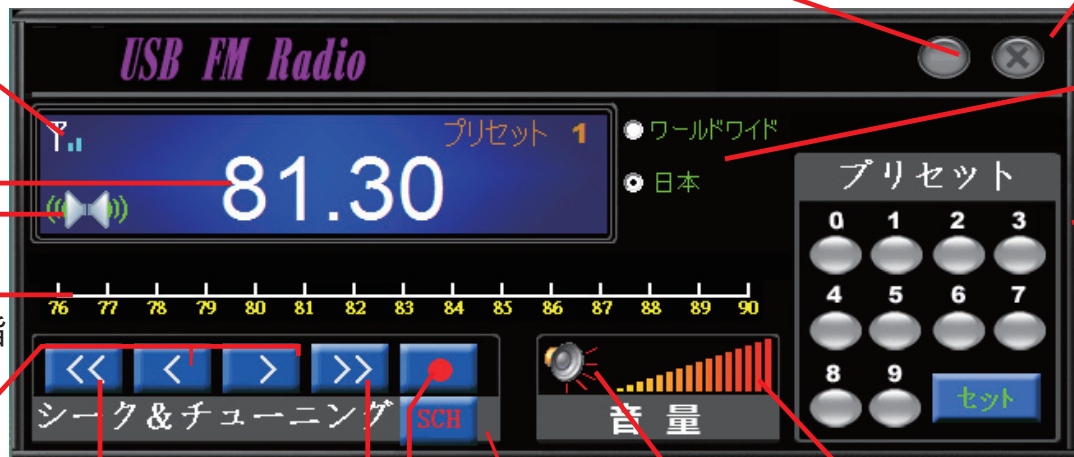 USB FM Radio
プリセット 1
81.30
ワールドワイド
日本
76 77 78 79 80 81 82 83 84 85 86 87 88 89 90
<< < > >>
シーク&チューニング
SCH
音量
プリセット
0 1 2 3
4 5 6 7
8 9
セット